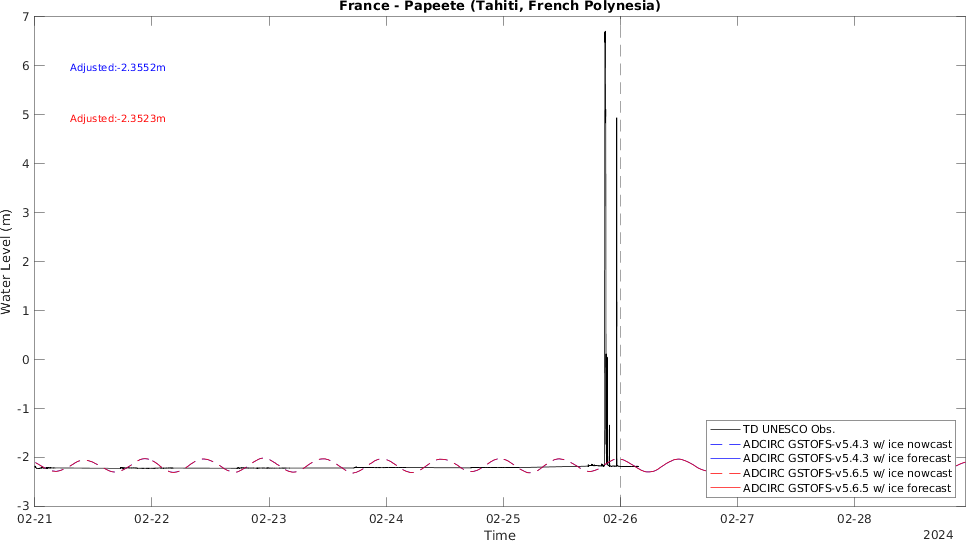 France - Papeete (Tahiti, French Polynesia)
7
6
5
4
3
2
1
0
-1
-2
-3
Water Level (m)
Adjusted:-2.3552m
Adjusted:-2.3523m
TD UNESCO Obs.
ADCIRC GSTOFS-v5.4.3 w/ ice nowcast
ADCIRC GSTOFS-v5.4.3 w/ ice forecast
ADCIRC GSTOFS-v5.6.5 w/ ice nowcast
ADCIRC GSTOFS-v5.6.5 w/ ice forecast
02-21 02-22 02-23 02-24 02-25 02-26 02-27 02-28
Time
2024